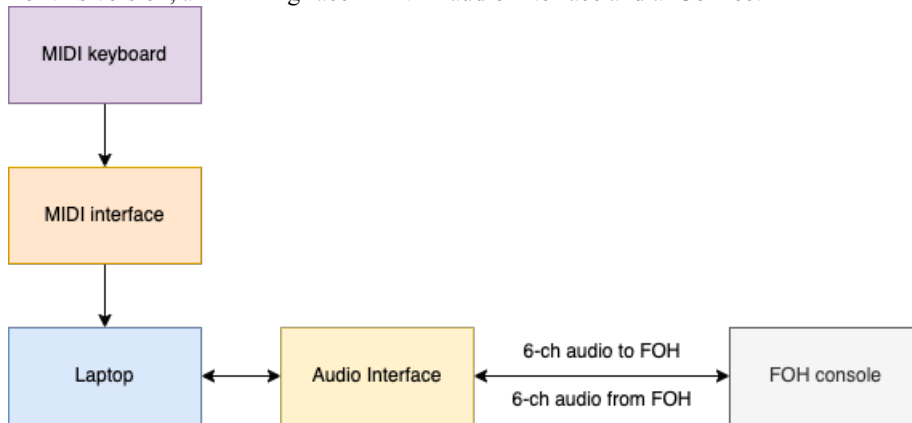 MIDI keyboard
MIDI interface
Laptop
Audio Interface
6-ch audio to FOH
6-ch audio from FOH
FOH console